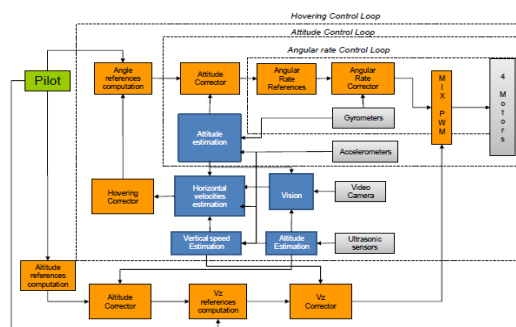 Hovering Control Loop
Attitude Control Loop
Angular rate Control Loop
Pilot
Angle
references
computation
Attitude
Corrector
Angular
Rate
References
Angular
Rate
Corrector
M
I
X
P
W
M
4
M
o
t
o
r
s
Gyrometers
Attitude
estimation
Accelerometers
Hovering
Corrector
Horizontal
velocities
estimation
Vision
Video
Camera
Vertical speed
Estimation
Altitude
Estimation
Ultrasonic
sensors
Altitude
references
computation
Altitude
Corrector
Vz
references
computation
Vz
Corrector